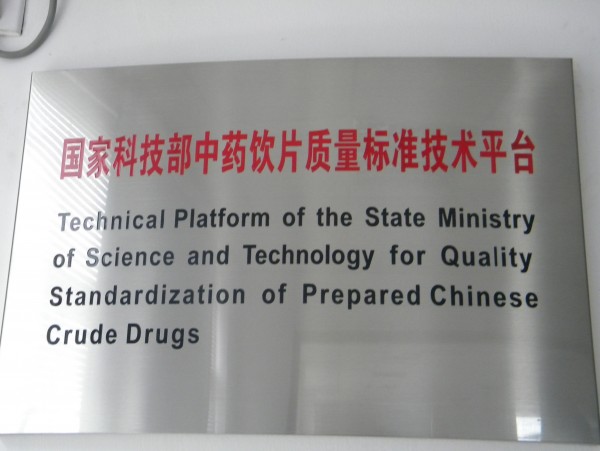 国家科技部中药饮片质量标准技术平台
Technical Platform of the State Ministry
of Science and Technology for Quality
Standardization of Prepared Chinese
Crude Drugs